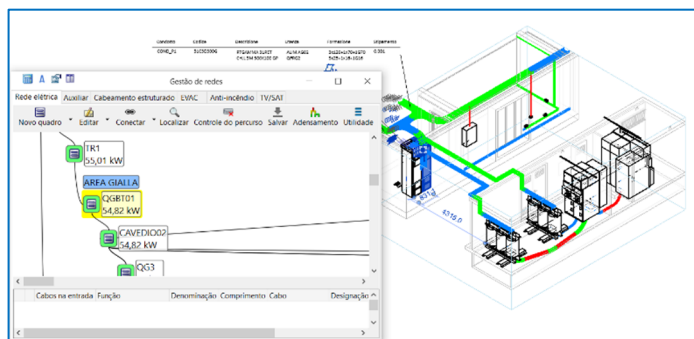 Gestão de redes
Rede elétrica Auxiliar Cabeamento estruturado EVAC Anti-incêndio TV/SAT
Novo quadro Editar Conectar Localizar Controle do percurso Salvar Adensamento Utilidade
TR1
55,01 kW
AREA GIALLA
QGBT01
54,82 kW
CAVEDIO02
54,82 kW
QG3
Cabos na entrada Função Denominação Comprimento Cabo Designação